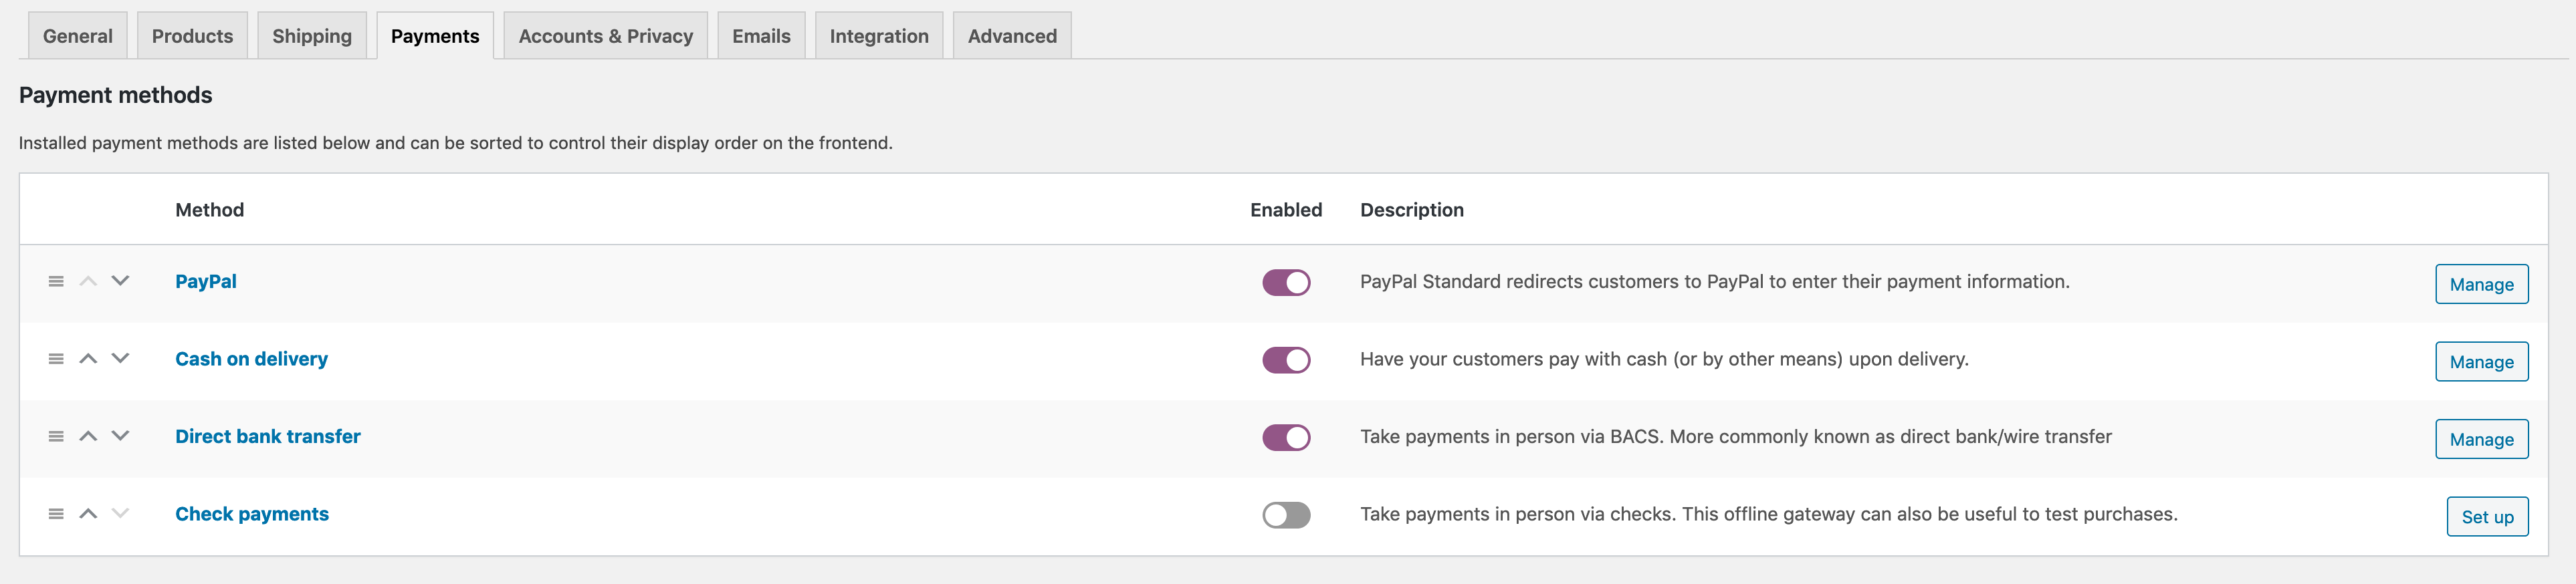 General Products Shipping Payments Accounts & Privacy Emails Integration Advanced
Payment methods
Installed payment methods are listed below and can be sorted to control their display order on the frontend.
Method Enabled Description
PayPal PayPal Standard redirects customers to PayPal to enter their payment information. Manage
Cash on delivery Have your customers pay with cash (or by other means) upon delivery. Manage
Direct bank transfer Take payments in person via BACS. More commonly known as direct bank/wire transfer Manage
Check payments Take payments in person via checks. This offline gateway can also be useful to test purchases. Set up